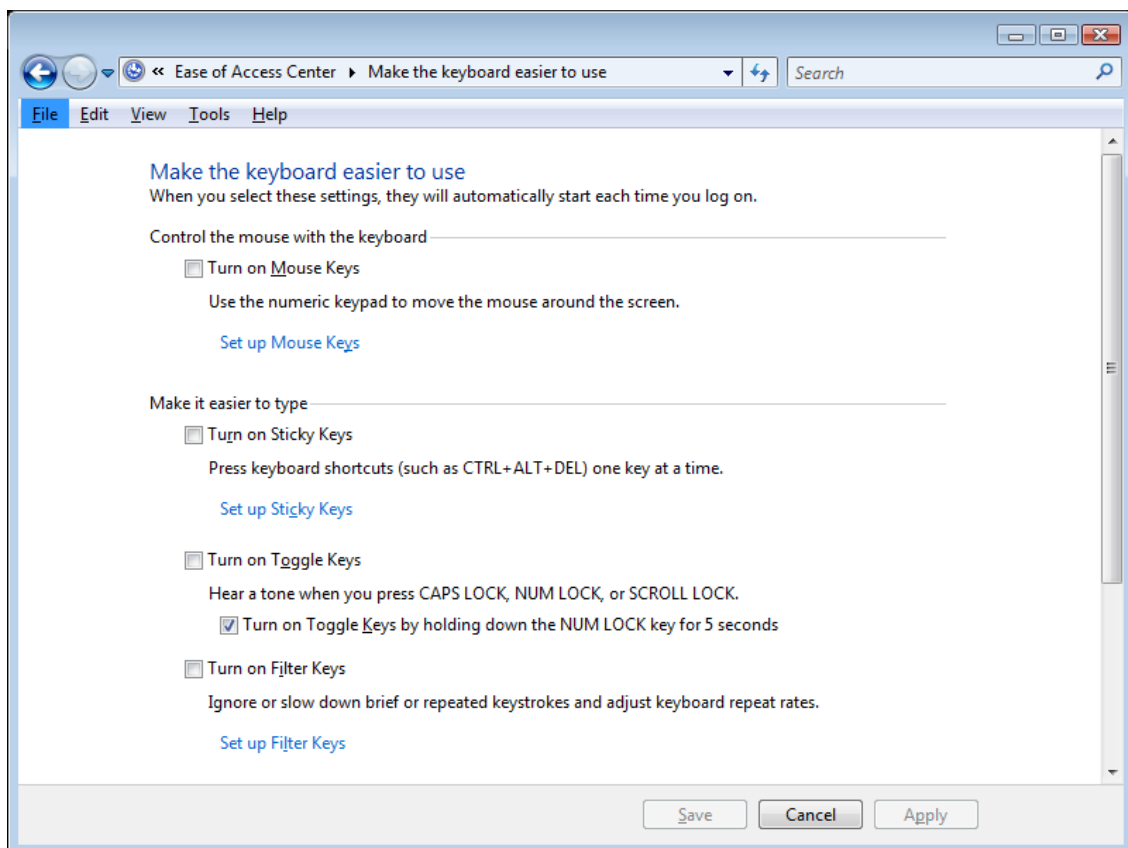 « Ease of Access Center ▸ Make the keyboard easier to use
Search
File Edit View Tools Help
Make the keyboard easier to use
When you select these settings, they will automatically start each time you log on.
Control the mouse with the keyboard
Turn on Mouse Keys
Use the numeric keypad to move the mouse around the screen.
Set up Mouse Keys
Make it easier to type
Turn on Sticky Keys
Press keyboard shortcuts (such as CTRL+ALT+DEL) one key at a time.
Set up Sticky Keys
Turn on Toggle Keys
Hear a tone when you press CAPS LOCK, NUM LOCK, or SCROLL LOCK.
Turn on Toggle Keys by holding down the NUM LOCK key for 5 seconds
Turn on Filter Keys
Ignore or slow down brief or repeated keystrokes and adjust keyboard repeat rates.
Set up Filter Keys
Save Cancel Apply